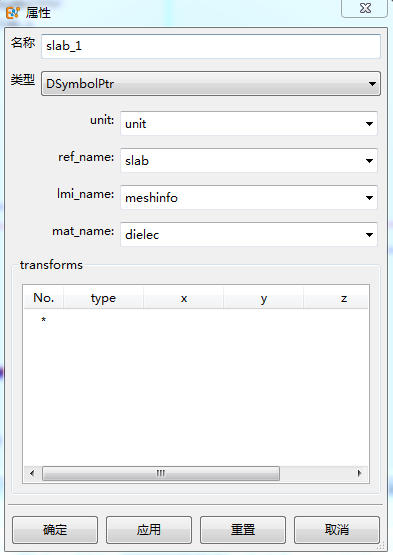 属性
名称 slab_1
类型 DSymbolPtr
unit: unit
ref_name: slab
lmi_name: meshinfo
mat_name: dielec
transforms
No. type x y z
*
确定 应用 重置 取消